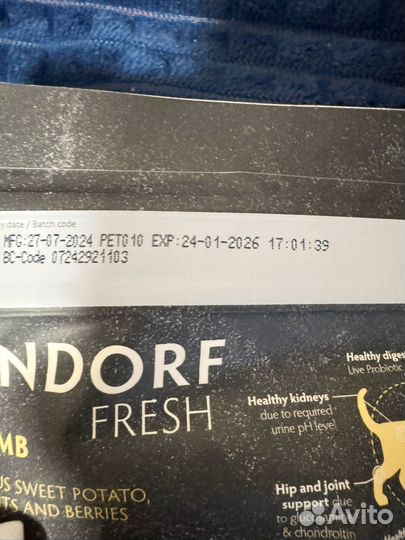 y date / Batch code
MFG:27-07-2024 PET010 EXP:24-01-2026 17:01:39
BC-Code 07242921103
NDORF
FRESH
MB
US SWEET POTATO,
TS AND BERRIES
Healthy diges
Live Probiotic
Healthy kidneys
due to required
urine pH level
Hip and joint
support due
to glucosamine
& chondroitin
Avito